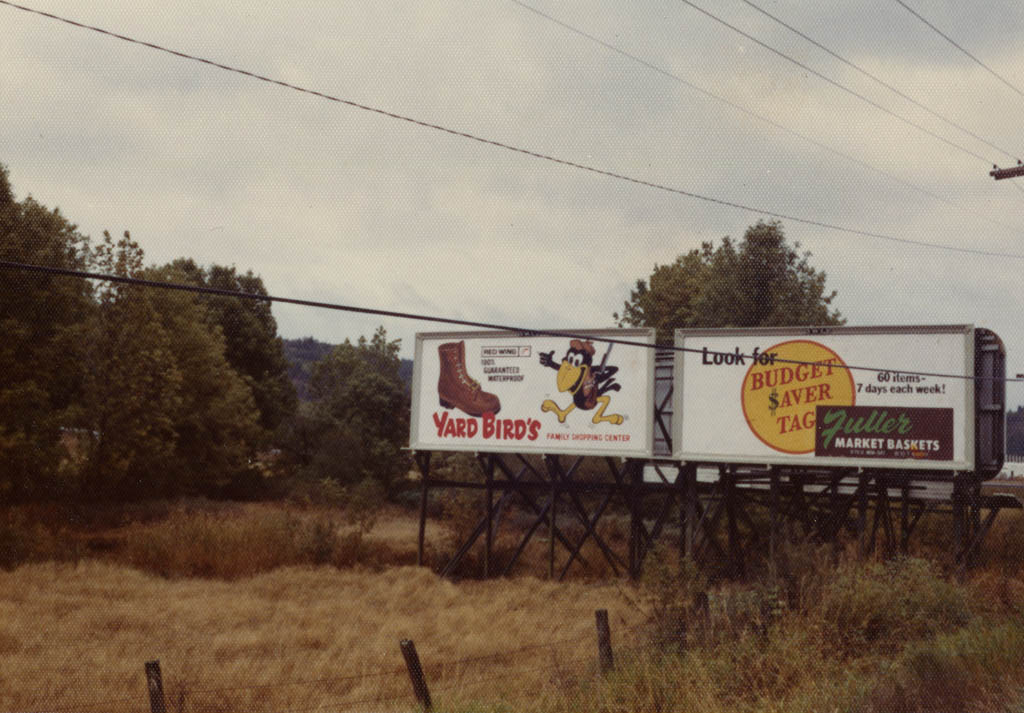 RED WING
100%
GUARANTEED
WATERPROOF
YARD BIRD'S
FAMILY SHOPPING CENTER
Look for
BUDGET
$AVER
TAG
60 items-
7 days each week!
Fuller
MARKET BASKETS